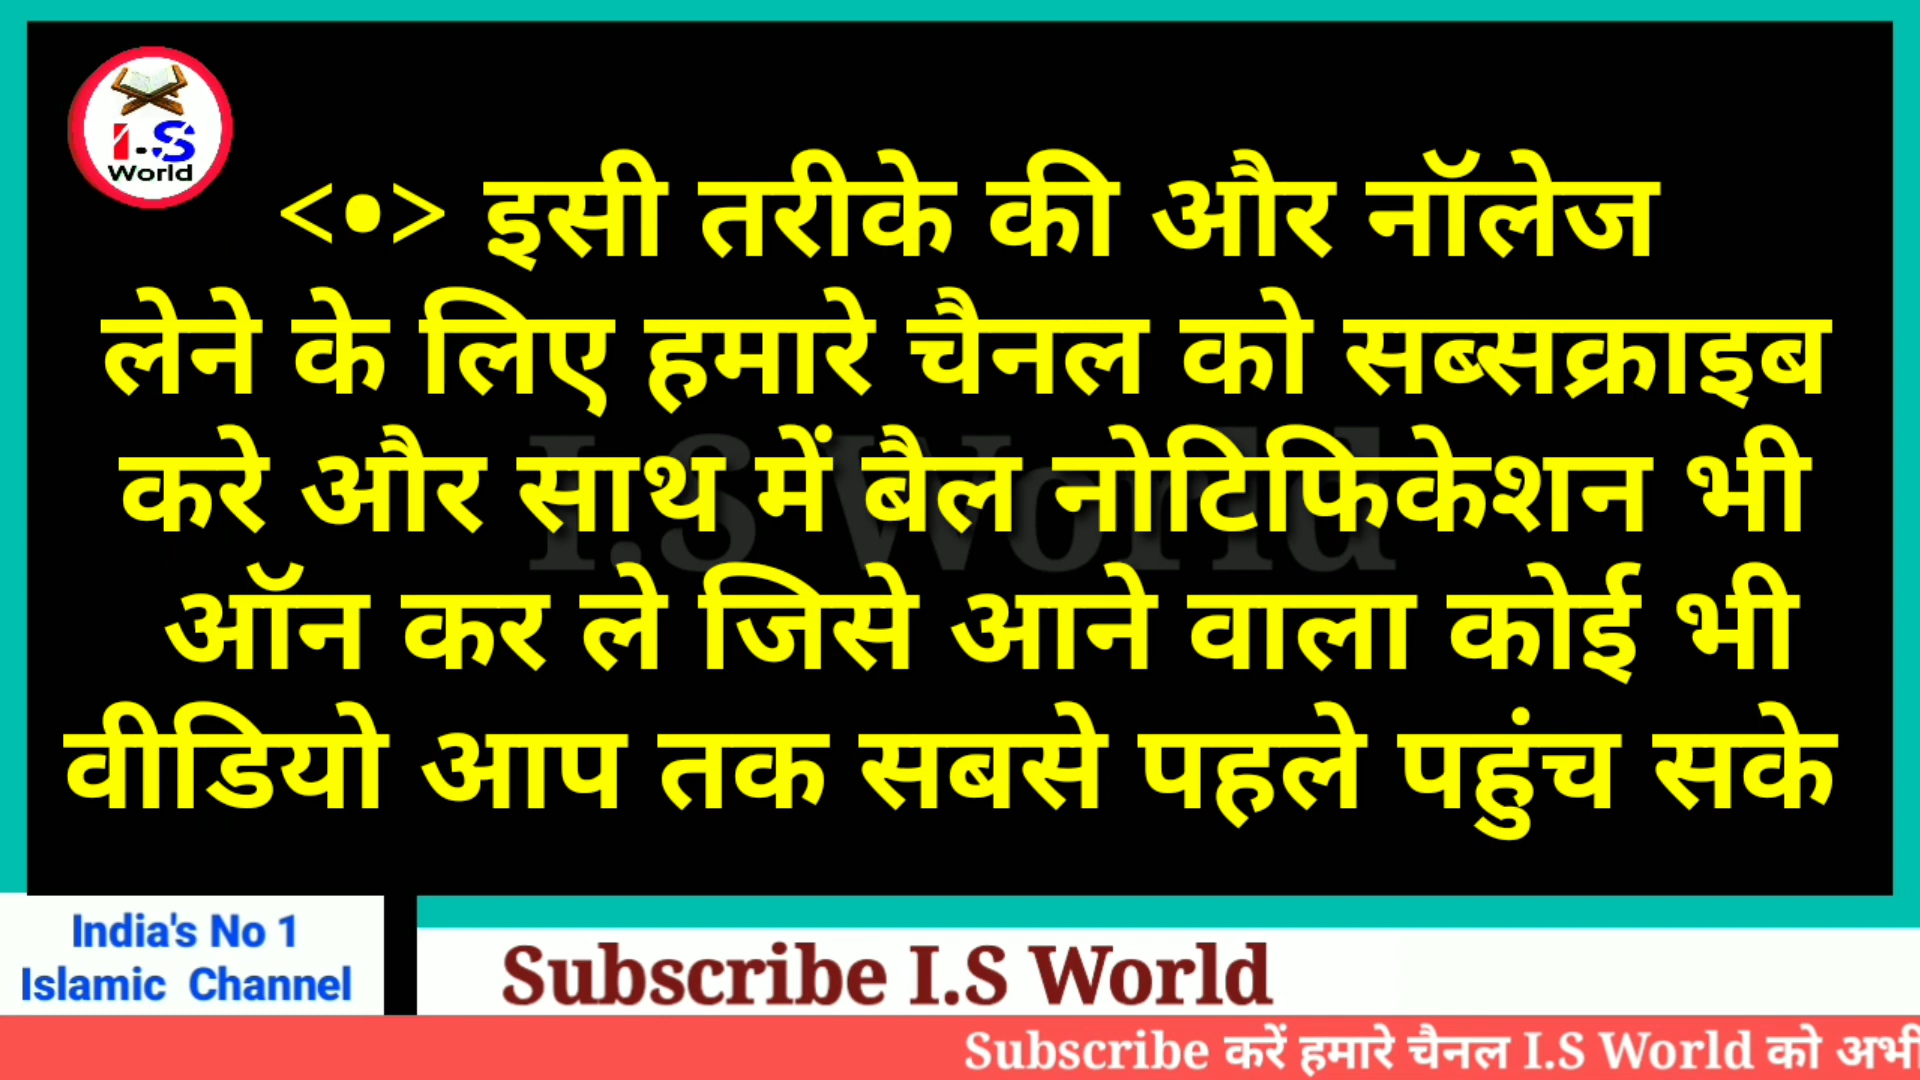 I.S
World
<•> इसी तरीके की और नॉलेज
लेने के लिए हमारे चैनल को सब्सक्राइब
करे और साथ में बैल नोटिफिकेशन भी
ऑन कर ले जिसे आने वाला कोई भी
वीडियो आप तक सबसे पहले पहुंच सके
I.S World
India's No 1
Islamic Channel
Subscribe I.S World
Subscribe करें हमारे चैनल I.S World को अभी